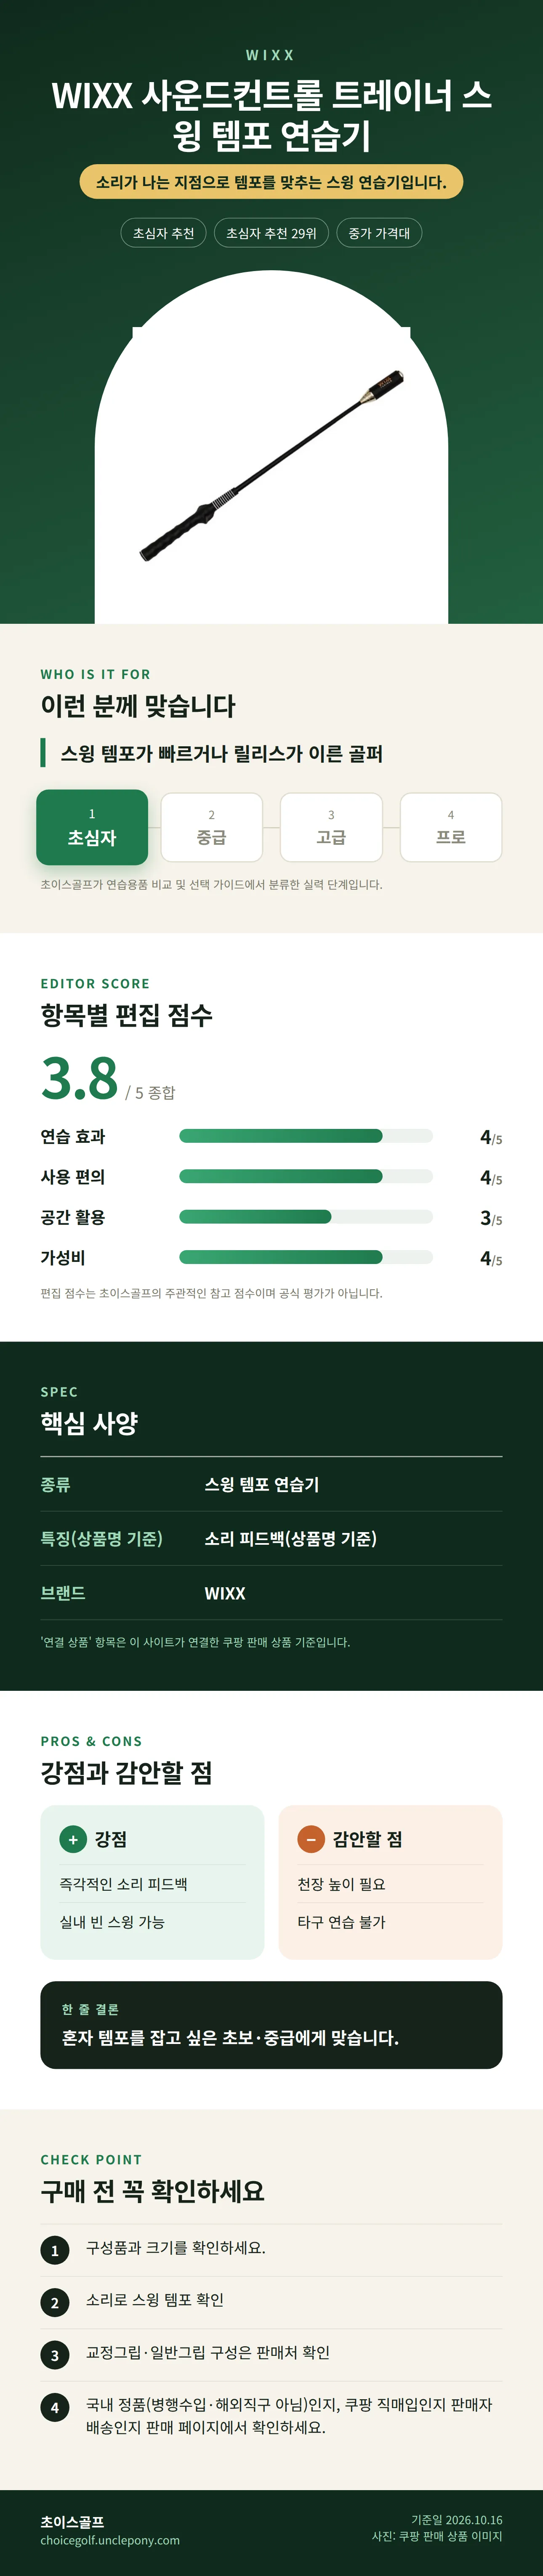 WIXX
WIXX 사운드컨트롤 트레이너 스
윙 템포 연습기
소리가 나는 지점으로 템포를 맞추는 스윙 연습기입니다.
초심자 추천
초심자 추천 29위
중가 가격대
WHO IS IT FOR
이런 분께 맞습니다
스윙 템포가 빠르거나 릴리스가 이른 골퍼
1
초심자
2
중급
3
고급
4
프로
초이스골프가 연습용품 비교 및 선택 가이드에서 분류한 실력 단계입니다.
EDITOR SCORE
항목별 편집 점수
3.8 / 5 종합
연습 효과 4/5
사용 편의 4/5
공간 활용 3/5
가성비 4/5
편집 점수는 초이스골프의 주관적인 참고 점수이며 공식 평가가 아닙니다.
SPEC
핵심 사양
종류 스윙 템포 연습기
특징(상품명 기준) 소리 피드백(상품명 기준)
브랜드 WIXX
'연결 상품' 항목은 이 사이트가 연결한 쿠팡 판매 상품 기준입니다.
PROS & CONS
강점과 감안할 점
+ 강점
즉각적인 소리 피드백
실내 빈 스윙 가능
− 감안할 점
천장 높이 필요
타구 연습 불가
한 줄 결론
혼자 템포를 잡고 싶은 초보·중급에게 맞습니다.
CHECK POINT
구매 전 꼭 확인하세요
1 구성품과 크기를 확인하세요.
2 소리로 스윙 템포 확인
3 교정그립·일반그립 구성은 판매처 확인
4 국내 정품(병행수입·해외직구 아님)인지, 쿠팡 직매입인지 판매자
배송인지 판매 페이지에서 확인하세요.
초이스골프
choicegolf.unclepony.com
기준일 2026.10.16
사진: 쿠팡 판매 상품 이미지